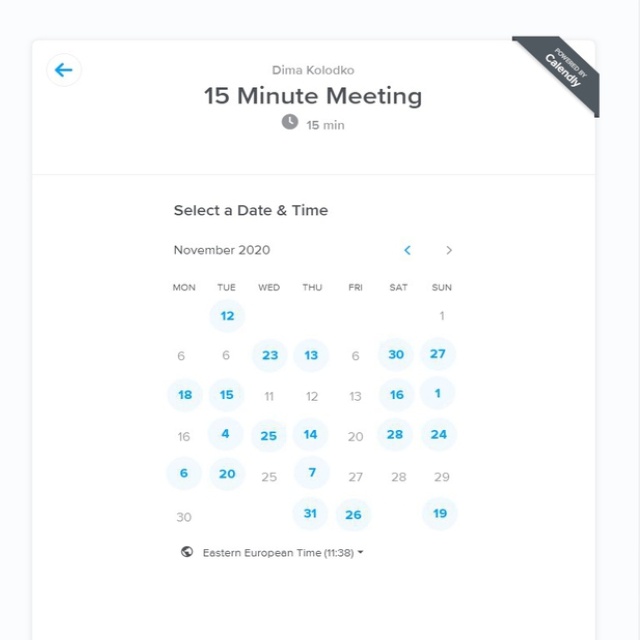 Dima Kolodko
15 Minute Meeting
15 min
POWERED BY
Calendly
Select a Date & Time
November 2020
MON TUE WED THU FRI SAT SUN
12 1
6 6 23 13 6 30 27
18 15 11 12 13 16 1
16 4 25 14 20 28 24
6 20 25 7 27 28 29
30 31 26 19
Eastern European Time (11:38)